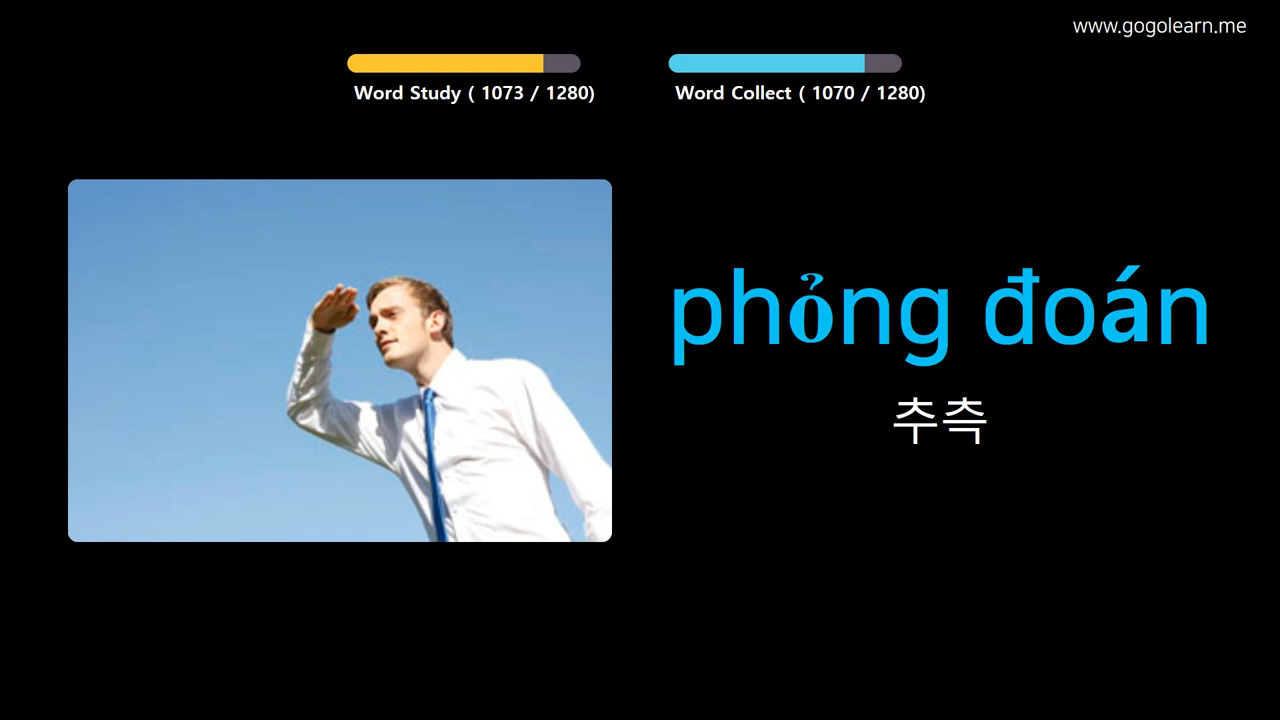 www.gogolearn.me
Word Study ( 1073 / 1280)
Word Collect ( 1070 / 1280)
phỏng đoán
추측